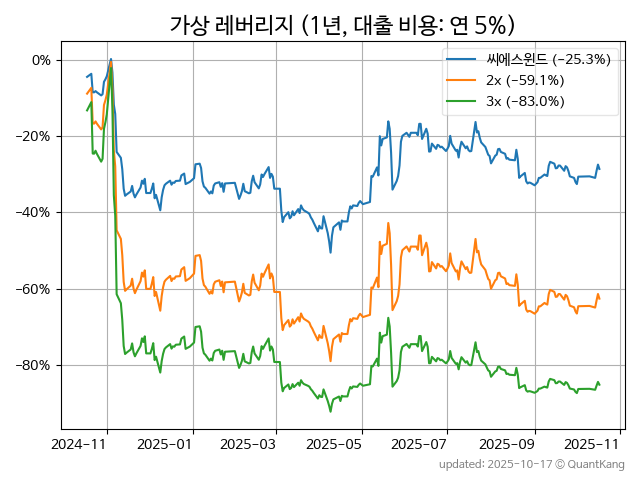 가상 레버리지 (1년, 대출 비용: 연 5%)
씨에스윈드 (-25.3%)
2x (-59.1%)
3x (-83.0%)
0%
-20%
-40%
-60%
-80%
2024-11 2025-01 2025-03 2025-05 2025-07 2025-09 2025-11
updated: 2025-10-17 © QuantKang